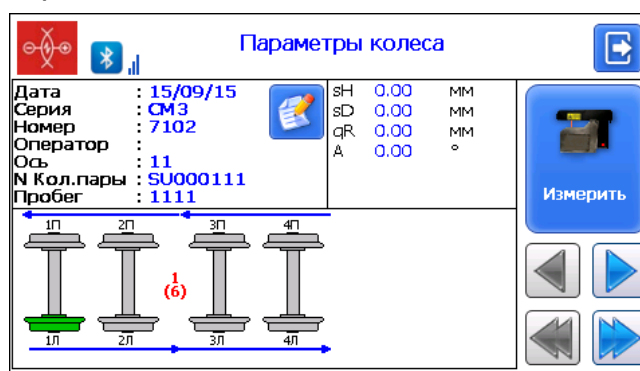 Параметры колеса
Дата : 15/09/15
Серия : СМ3
Номер : 7102
Оператор :
Ось : 11
N Кол.пары : SU000111
Пробег : 1111
sH 0.00 мм
sD 0.00 мм
qR 0.00 мм
A 0.00 °
Измерить
1П 2П 3П 4П
1
(6)
1Л 2Л 3Л 4Л